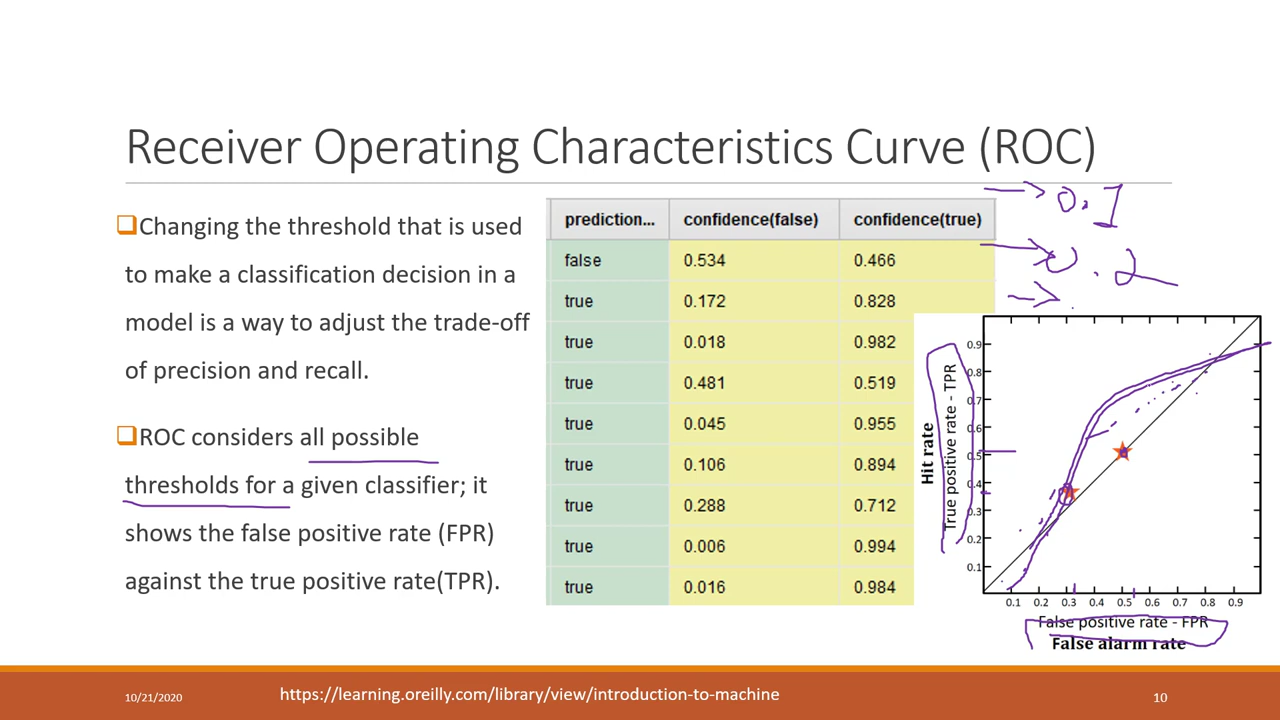 Receiver Operating Characteristics Curve (ROC)
Changing the threshold that is used
to make a classification decision in a
model is a way to adjust the trade-off
of precision and recall.
ROC considers all possible
thresholds for a given classifier; it
shows the false positive rate (FPR)
against the true positive rate(TPR).
prediction... confidence(false) confidence(true)
false 0.534 0.466
true 0.172 0.828
true 0.018 0.982
true 0.481 0.519
true 0.045 0.955
true 0.106 0.894
true 0.288 0.712
true 0.006 0.994
true 0.016 0.984
0.1
0.2
Hit rate
True positive rate - TPR
0.9
0.8
0.7
0.6
0.5
0.4
0.3
0.2
0.1
0.1 0.2 0.3 0.4 0.5 0.6 0.7 0.8 0.9
False positive rate - FPR
False alarm rate
10/21/2020
https://learning.oreilly.com/library/view/introduction-to-machine
10